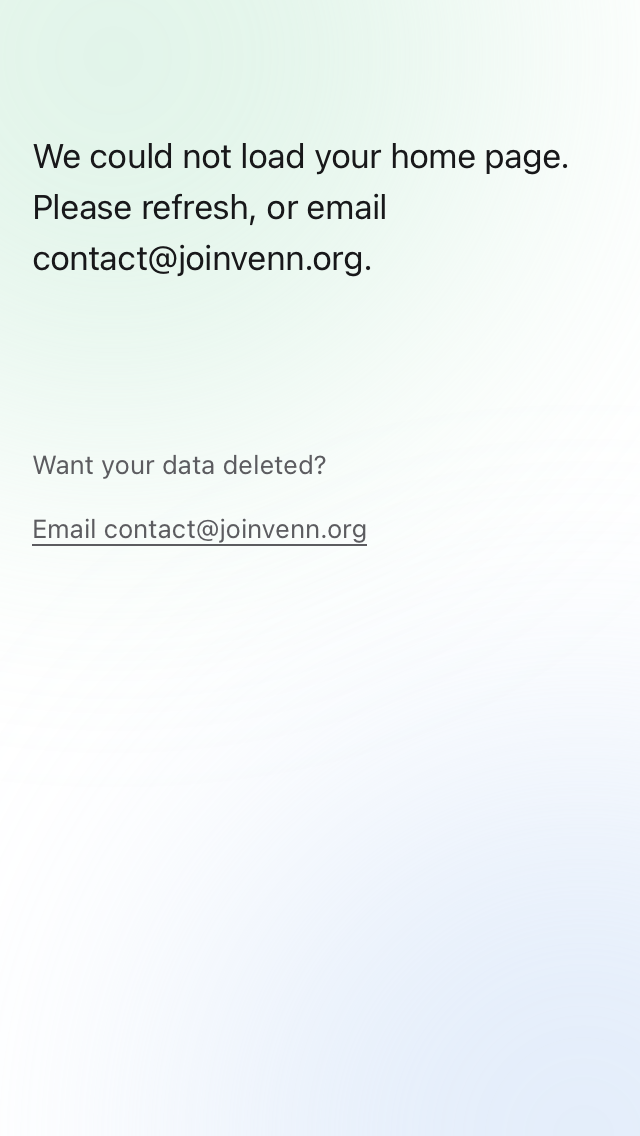 We could not load your home page.
Please refresh, or email
contact@joinvenn.org.
Want your data deleted?
Email contact@joinvenn.org